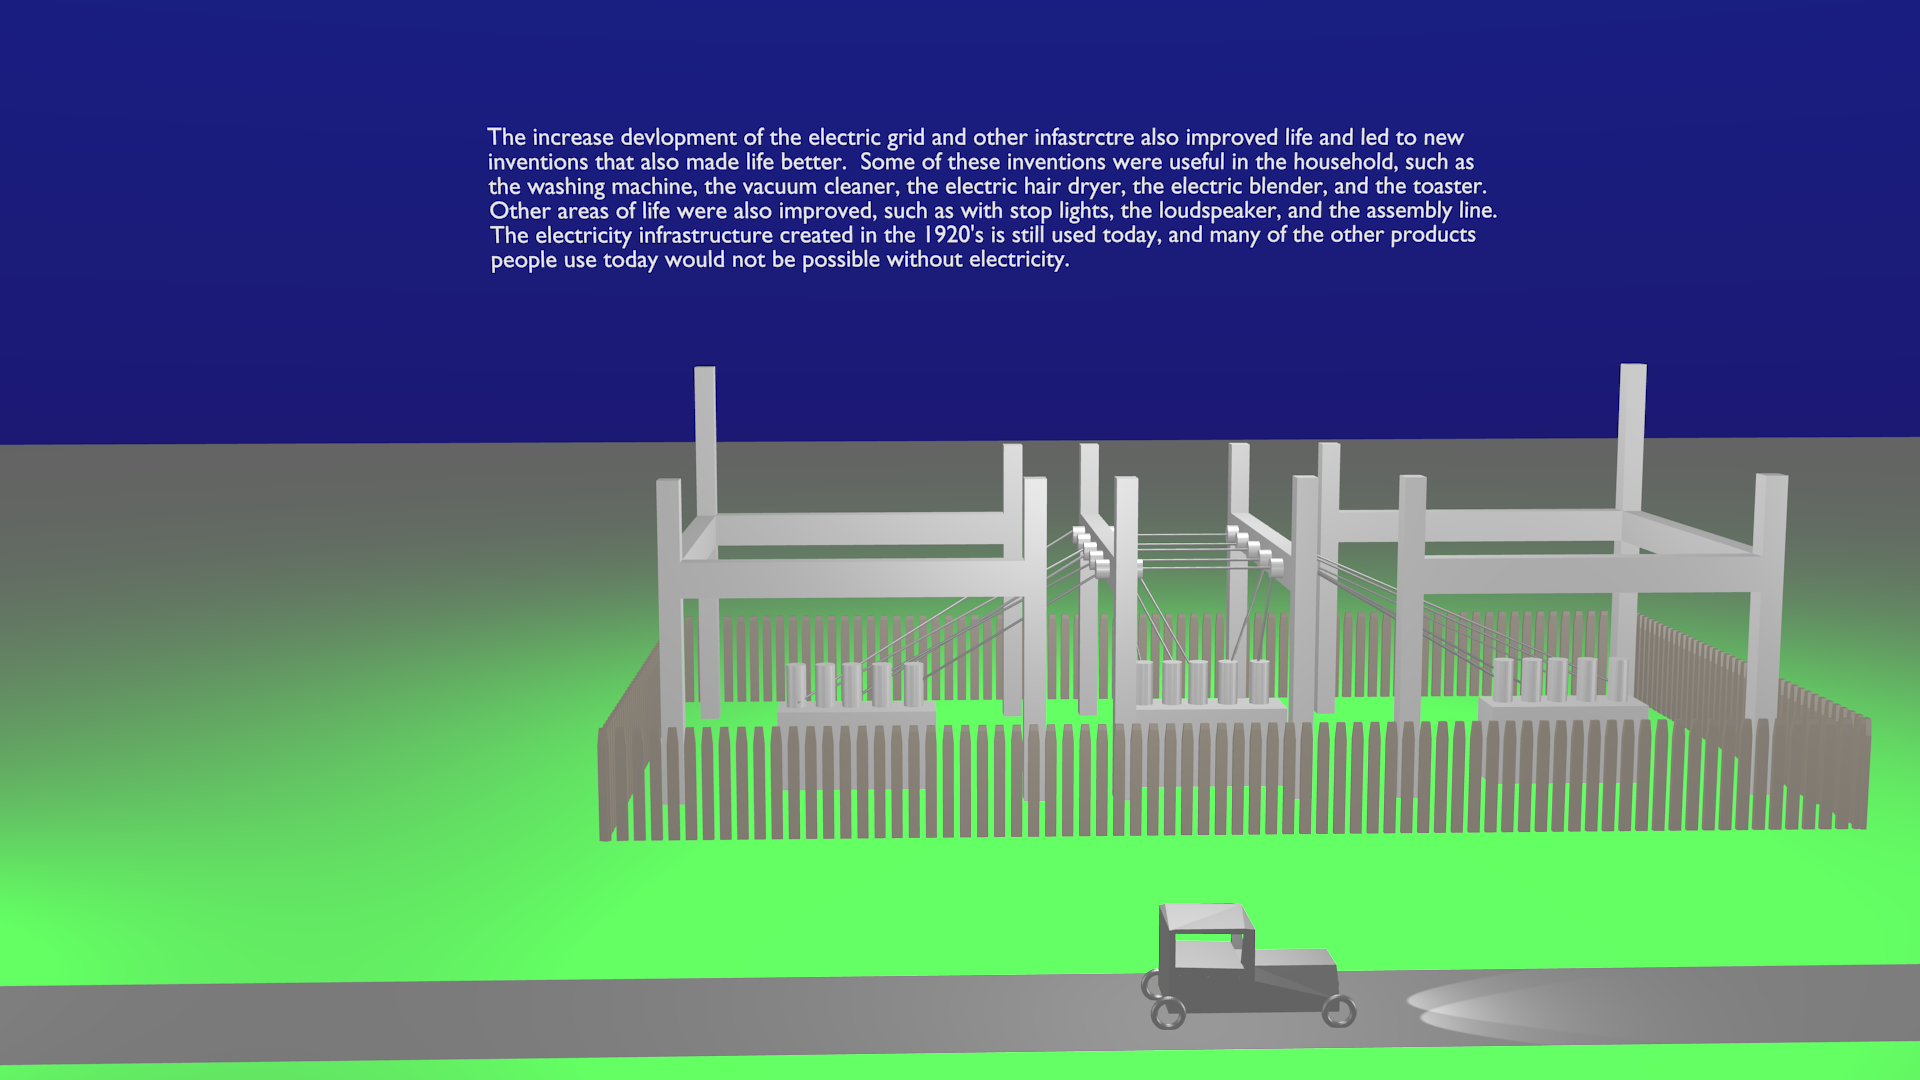 The increase devlopment of the electric grid and other infastrctre also improved life and led to new
inventions that also made life better.  Some of these inventions were useful in the household, such as
the washing machine, the vacuum cleaner, the electric hair dryer, the electric blender, and the toaster.
Other areas of life were also improved, such as with stop lights, the loudspeaker, and the assembly line.
The electricity infrastructure created in the 1920's is still used today, and many of the other products
people use today would not be possible without electricity.